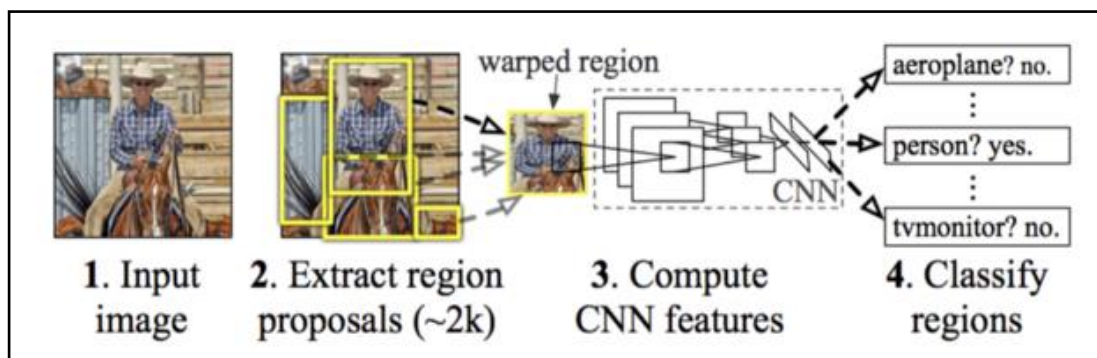 warped region
aeroplane? no.
person? yes.
CNN
tvmonitor? no.
1. Input
image
2. Extract region
proposals (~2k)
3. Compute
CNN features
4. Classify
regions